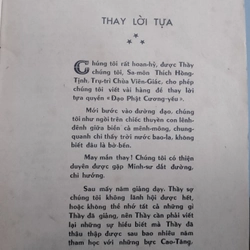 THAY LỜI TỰA
* * *
Chúng tôi rất hoan-hỷ, được Thầy
chúng tôi, Sa-môn Thích Hồng-
Tịnh, Trụ-trì Chùa Viên-Giác, cho phép
chúng tôi viết vài hàng để thay lời
tựa quyển «Đạo Phật Cương-yếu».
Mới bước vào đường đạo, chúng
tôi như ngồi trên chiếc thuyền con lênh-
đênh giữa biển cả mênh-mông, chung-
quanh chỉ thấy trời nước bao-la, không
biết đâu là bờ-bến.
May mắn thay! Chúng tôi có thiện
duyên được gặp Minh-sư dắt đường,
chỉ hướng.
Sau mấy năm giảng dạy, Thầy sợ
chúng tôi không lãnh hội được hết,
hoặc không thể nhớ tất cả những gì
Thầy đã giảng, nên Thầy cần phải viết
lại những sự hiểu biết mà Thầy đã
thâu thập được sau bao nhiêu năm
tham học với những bực Cao-Tăng.